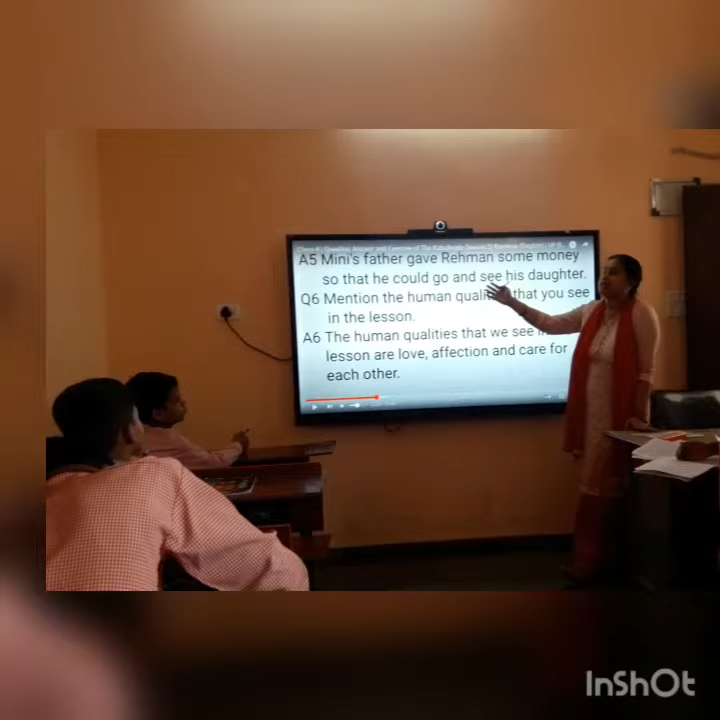 A5 Mini's father gave Rehman some money
so that he could go and see his daughter.
Q6 Mention the human that you see
in the lesson.
A6 The human qualities that we see
lesson are love, affection and care for
each other.
InShOt